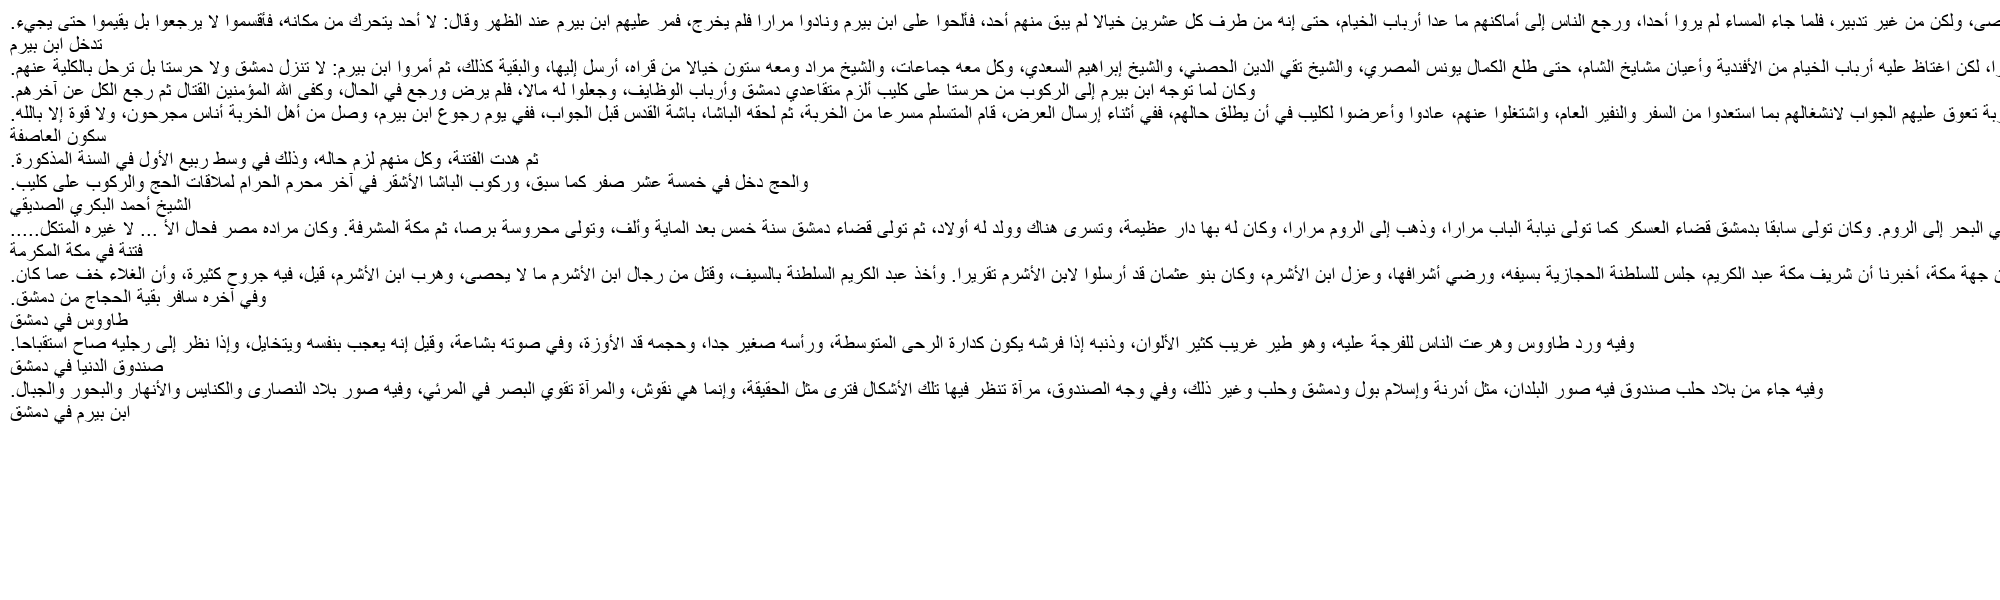 صى، ولكن من غير تدبير، فلما جاء المساء لم يروا أحدا، ورجع الناس إلى أماكنهم ما عدا أرباب الخيام، حتى إنه من طرف كل عشرين خيالا لم يبق منهم أحد، فألحوا على ابن بيرم ونادوا مرارا فلم يخرج، فمر عليهم ابن بيرم عند الظهر وقال: لا أحد يتحرك من مكانه، فأقسموا لا يرجعوا بل يقيموا حتى يجيء.
تدخل ابن بيرم
را، لكن اغتاظ عليه أرباب الخيام من الأفندية وأعيان مشايخ الشام، حتى طلع الكمال يونس المصري، والشيخ تقي الدين الحصني، والشيخ إبراهيم السعدي، وكل معه جماعات، والشيخ مراد ومعه ستون خيالا من قراه، أرسل إليها، والبقية كذلك، ثم أمروا ابن بيرم: لا تنزل دمشق ولا حرستا بل ترحل بالكلية عنهم.
وكان لما توجه ابن بيرم إلى الركوب من حرستا على كليب ألزم متقاعدي دمشق وأرباب الوظايف، وجعلوا له مالا، فلم يرض ورجع في الحال، وكفى الله المؤمنين القتال ثم رجع الكل عن آخرهم.
ربة تعوق عليهم الجواب لانشغالهم بما استعدوا من السفر والنفير العام، واشتغلوا عنهم، عادوا وأعرضوا لكليب في أن يطلق حالهم، ففي أثناء إرسال العرض، قام المتسلم مسرعا من الخربة، ثم لحقه الباشا، باشة القدس قبل الجواب، ففي يوم رجوع ابن بيرم، وصل من أهل الخربة أناس مجرحون، ولا قوة إلا بالله.
سكون العاصفة
ثم هدت الفتنة، وكل منهم لزم حاله، وذلك في وسط ربيع الأول في السنة المذكورة.
والحج دخل في خمسة عشر صفر كما سبق، وركوب الباشا الأشقر في آخر محرم الحرام لملاقات الحج والركوب على كليب.
الشيخ أحمد البكري الصديقي
ي البحر إلى الروم. وكان تولى سابقا بدمشق قضاء العسكر كما تولى نيابة الباب مرارا، وذهب إلى الروم مرارا، وكان له بها دار عظيمة، وتسرى هناك وولد له أولاد، ثم تولى قضاء دمشق سنة خمس بعد الماية وألف، وتولى محروسة برصا، ثم مكة المشرفة. وكان مراده مصر فحال الأ ... لا غيره المتكل.....
فتنة في مكة المكرمة
ن جهة مكة، أخبرنا أن شريف مكة عبد الكريم، جلس للسلطنة الحجازية بسيفه، ورضي أشرافها، وعزل ابن الأشرم، وكان بنو عثمان قد أرسلوا لابن الأشرم تقريرا. وأخذ عبد الكريم السلطنة بالسيف، وقتل من رجال ابن الأشرم ما لا يحصى، وهرب ابن الأشرم، قيل، فيه جروح كثيرة، وأن الغلاء خف عما كان.
وفي آخره سافر بقية الحجاج من دمشق.
طاووس في دمشق
وفيه ورد طاووس وهرعت الناس للفرجة عليه، وهو طير غريب كثير الألوان، وذنبه إذا فرشه يكون كدارة الرحى المتوسطة، ورأسه صغير جدا، وحجمه قد الأوزة، وفي صوته بشاعة، وقيل إنه يعجب بنفسه ويتخايل، وإذا نظر إلى رجليه صاح استقباحا.
صندوق الدنيا في دمشق
وفيه جاء من بلاد حلب صندوق فيه صور البلدان، مثل أدرنة وإسلام بول ودمشق وحلب وغير ذلك، وفي وجه الصندوق، مرآة تنظر فيها تلك الأشكال فترى مثل الحقيقة، وإنما هي نقوش، والمرآة تقوي البصر في المرئي، وفيه صور بلاد النصارى والكنايس والأنهار والبحور والجبال.
ابن بيرم في دمشق